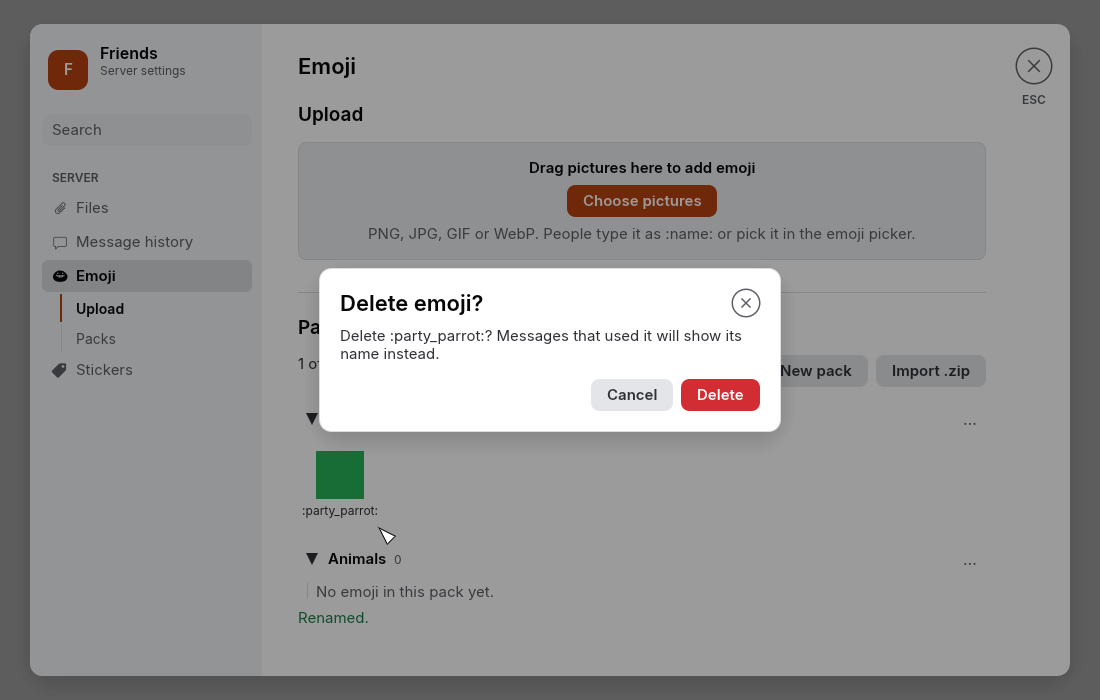 F
Friends
Server settings
Search
SERVER
Files
Message history
Emoji
Upload
Packs
Stickers
Emoji
ESC
Upload
Drag pictures here to add emoji
Choose pictures
PNG, JPG, GIF or WebP. People type it as :name: or pick it in the emoji picker.
Delete emoji?
Delete :party_parrot:? Messages that used it will show its
name instead.
Cancel
Delete
1
New pack
Import .zip
...
:party_parrot:
Animals 0
...
No emoji in this pack yet.
Renamed.